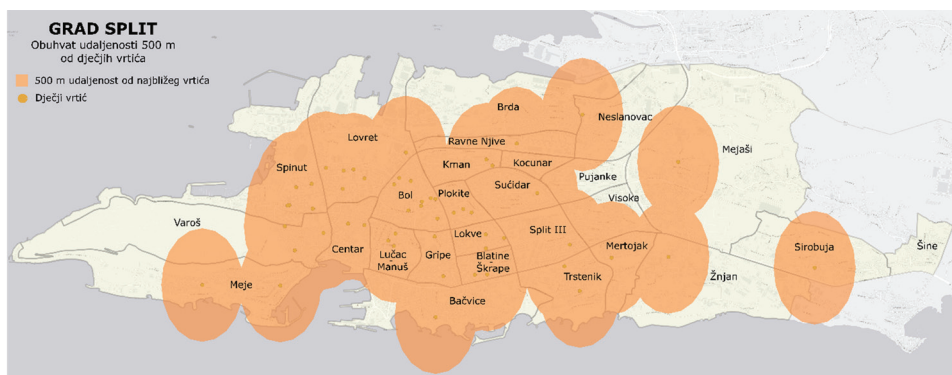 GRAD SPLIT
Obuhvat udaljenosti 500 m
od dječjih vrtića
500 m udaljenost od najbližeg vrtića
Dječji vrtić
Brda
Neslanovac
Lovret
Ravne Njive
Mejaši
Spinut
Kman
Kocunar
Pujanke
Sućidar
Bol
Plokite
Visoka
Varoš
Lokve
Split III
Centar
Mertojak
Sirobuja
Šine
Lučac
Manuš
Gripe
Blatine
Škrape
Trstenik
Žnjan
Meje
Bačvice